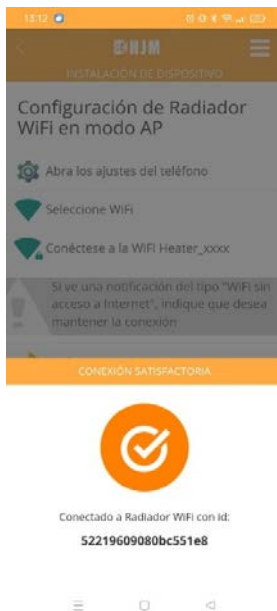 13:12
HJM
INSTALACIÓN DE DISPOSITIVO
Configuración de Radiador
WiFi en modo AP
Abra los ajustes del teléfono
Seleccione WiFi
Conéctese a la WiFi Heater_xxxx
Si ve una notificación del tipo "WiFi sin
acceso a Internet", indique que desea
mantener la conexión
CONEXIÓN SATISFACTORIA
Conectado a Radiador WiFi con id:
52219609080bc551e8